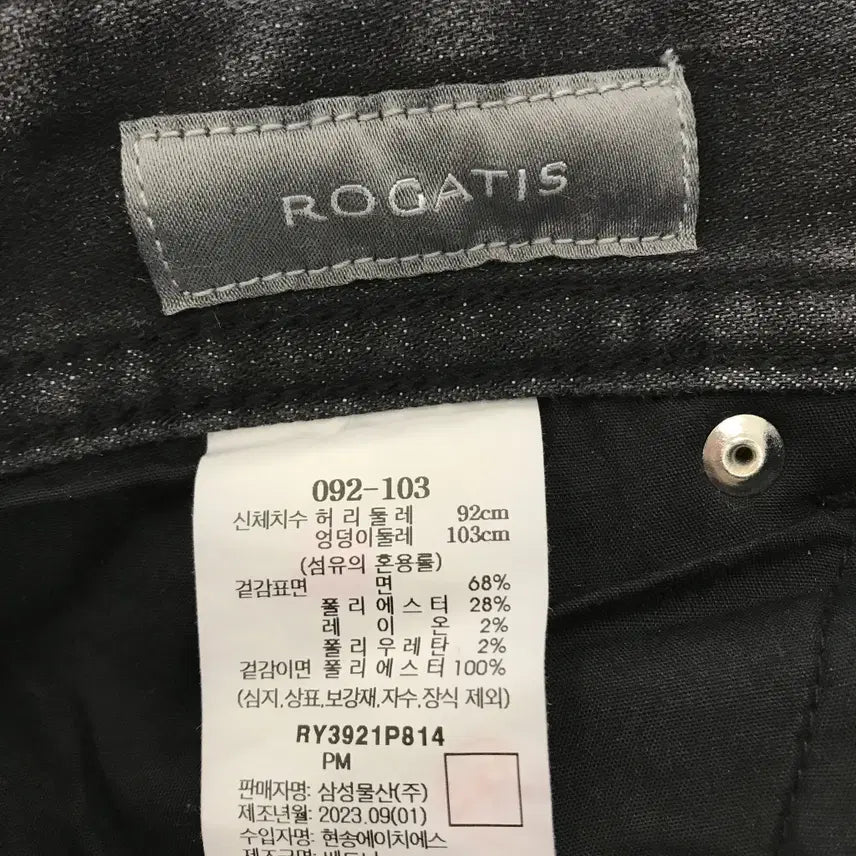 ROGATIS
092-103
신체치수 허 리 둘 레 92cm
엉덩이둘레 103cm
(섬유의 혼용률)
겉감표면 면 68%
폴 리 에 스 터 28%
레 이 온 2%
폴 리 우 레 탄 2%
겉감이면 폴 리 에 스 터 100%
(심지,상표,보강재,자수,장식 제외)
RY3921P814
PM
판매자명: 삼성물산(주)
제조년월: 2023.09(01)
수입자명: 현송에이치에스